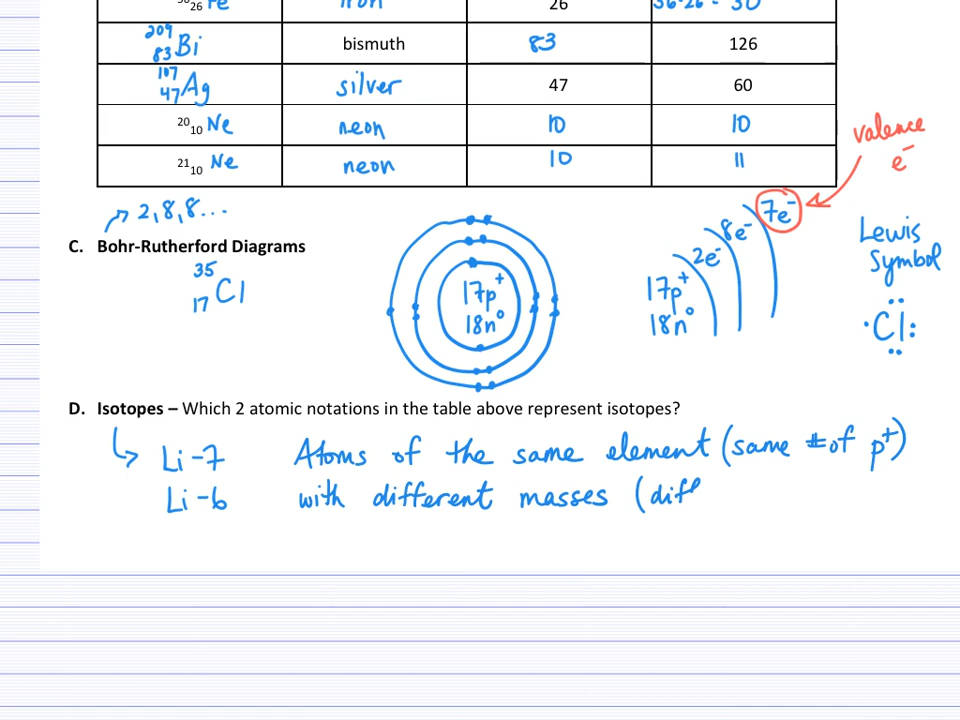 26 Fe iron 26 56-26 = 30
209 83 Bi bismuth 83 126
107 47 Ag silver 47 60
20 10 Ne neon 10 10
21 10 Ne neon 10 11
valence e⁻
2,8,8...
C. Bohr-Rutherford Diagrams
35 17 Cl
17p⁺
18n⁰
17p⁺ 2e⁻ 8e⁻ 7e⁻
18n⁰
Lewis
Symbol
Cl
D. Isotopes – Which 2 atomic notations in the table above represent isotopes?
Li-7 Atoms of the same element (same # of p⁺)
Li-6 with different masses (diff